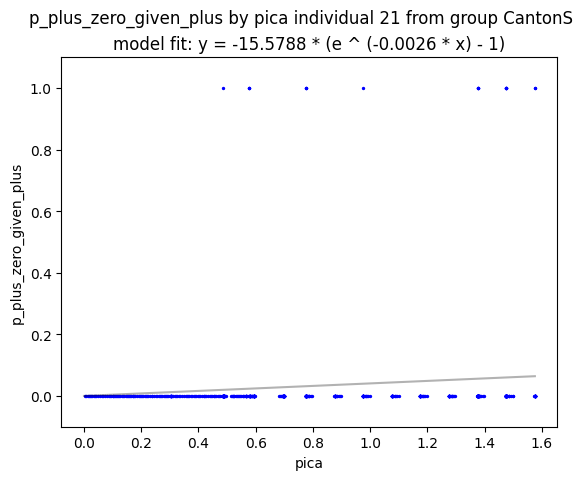 p_plus_zero_given_plus by pica individual 21 from group CantonS
model fit: y = -15.5788 * (e ^ (-0.0026 * x) - 1)
1.0
0.8
0.6
0.4
0.2
0.0
p_plus_zero_given_plus
0.0 0.2 0.4 0.6 0.8 1.0 1.2 1.4 1.6
pica